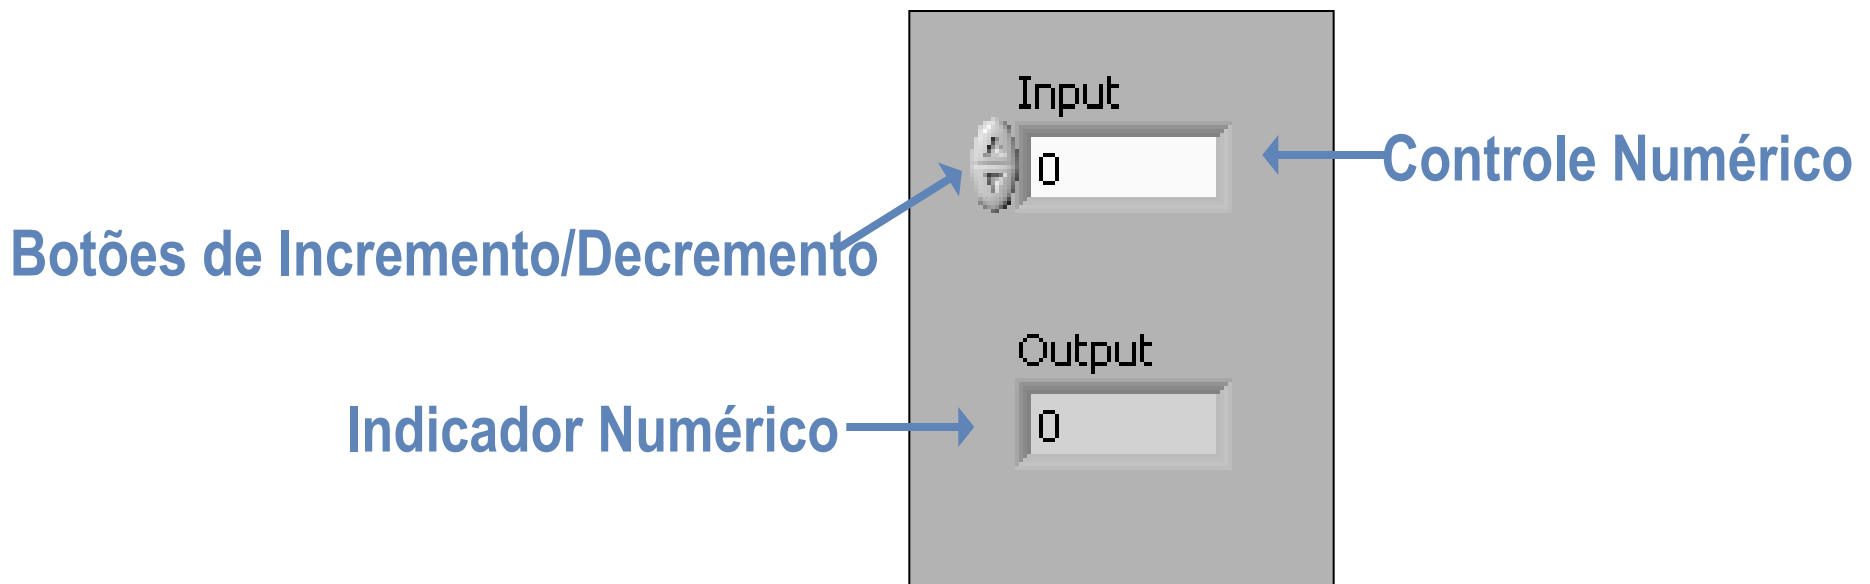 Input
0
Controle Numérico
Botões de Incremento/Decremento
Output
0
Indicador Numérico